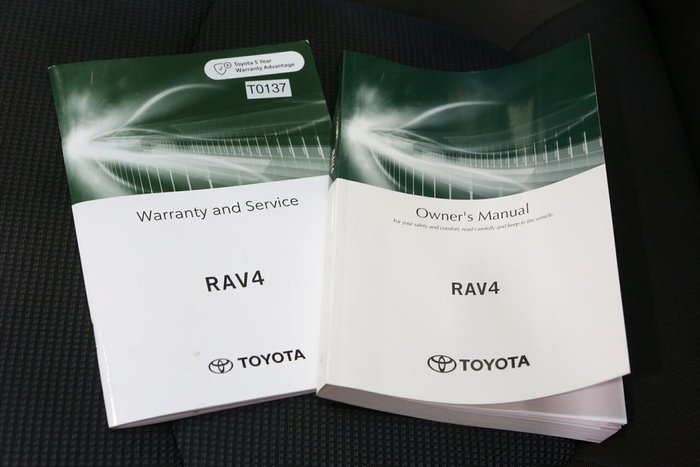 Toyota 5 Year
Warranty Advantage
T0137
Warranty and Service
RAV4
TOYOTA
Owner's Manual
For your safety and comfort, read carefully and keep in the vehicle.
RAV4
TOYOTA